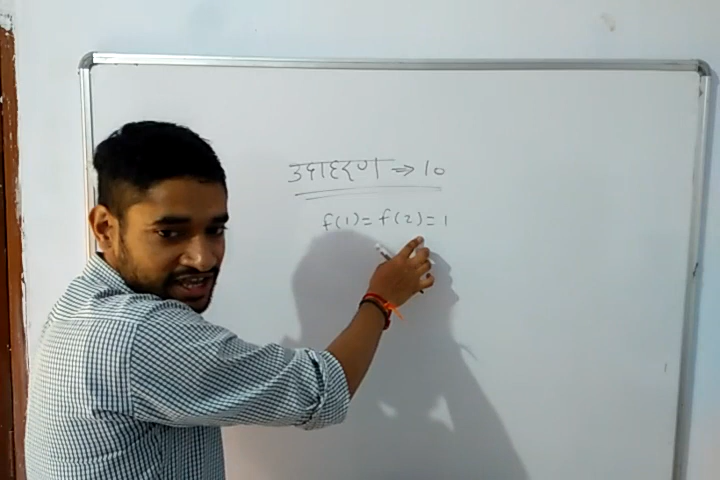 उदाहरण ⇒ 10
f(1) = f(2) = 1